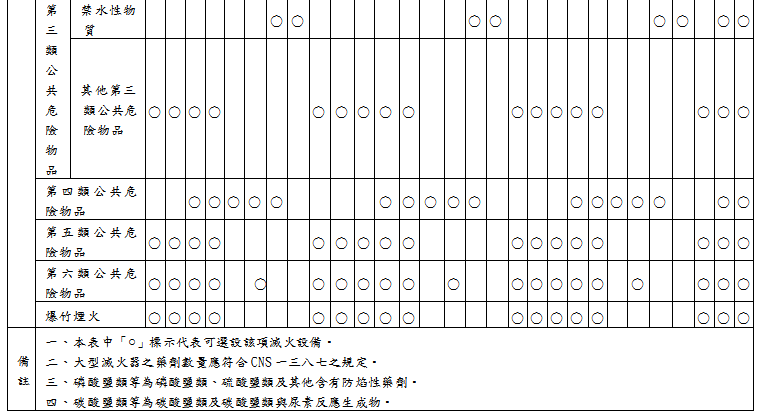 第三類公共危險物品
禁水性物
質
○ ○ ○ ○ ○ ○ ○ ○
其他第三
類公共危
險物品
○ ○ ○ ○ ○ ○ ○ ○ ○ ○ ○ ○ ○ ○ ○ ○ ○
第四類公共危
險物品
○ ○ ○ ○ ○ ○ ○ ○ ○ ○ ○ ○ ○ ○ ○ ○ ○
第五類公共危
險物品
○ ○ ○ ○ ○ ○ ○ ○ ○ ○ ○ ○ ○ ○ ○ ○ ○
第六類公共危
險物品
○ ○ ○ ○ ○ ○ ○ ○ ○ ○ ○ ○ ○ ○ ○ ○ ○ ○ ○ ○
爆竹煙火
○ ○ ○ ○ ○ ○ ○ ○ ○ ○ ○ ○ ○ ○ ○ ○ ○
備註
一、本表中「○」標示代表可選設該項滅火設備。
二、大型滅火器之藥劑數量應符合CNS一三八七之規定。
三、磷酸鹽類等為磷酸鹽類、硫酸鹽類及其他含有防焰性藥劑。
四、碳酸鹽類等為碳酸鹽類及碳酸鹽類與尿素反應生成物。